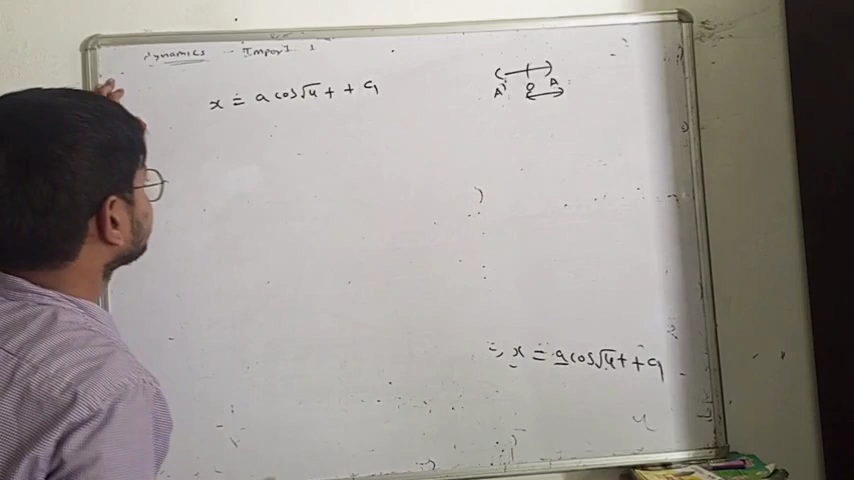 Dynamics - Import
x = a cos√μ t + C₁
A' O A
⇒ x = a cos√μ t + C₁